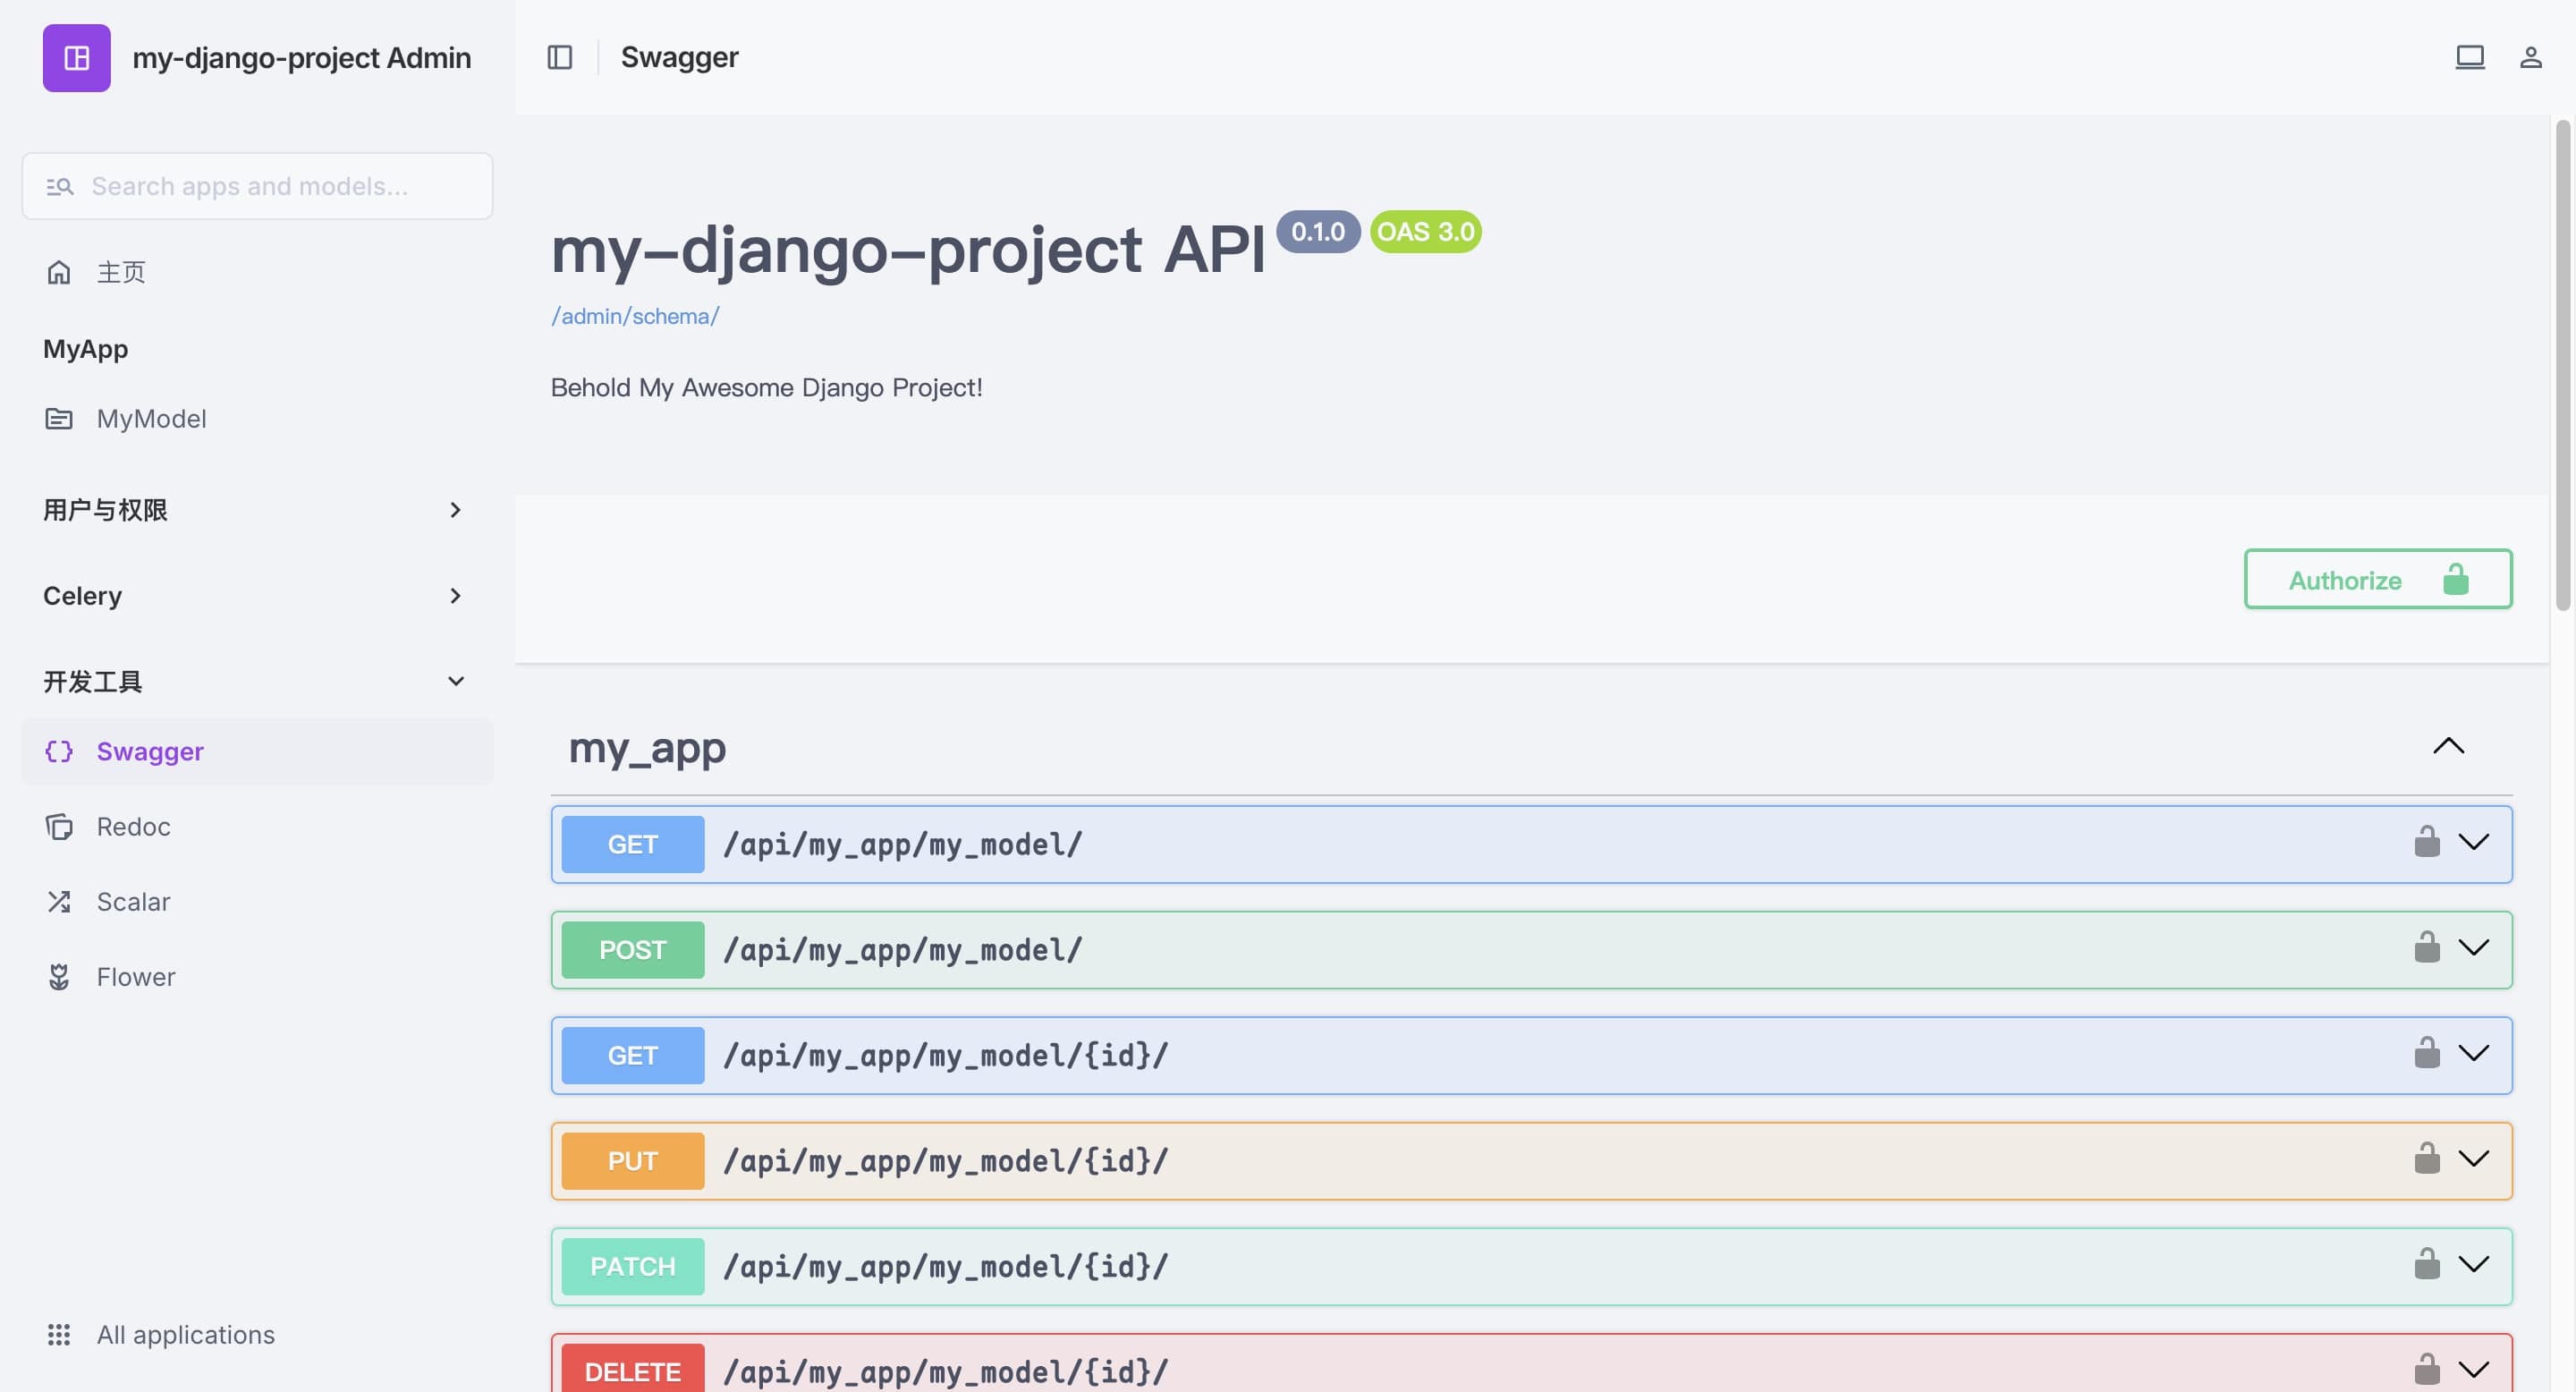 my-django-project Admin
Search apps and models...
主页
MyApp
MyModel
用户与权限
Celery
开发工具
Swagger
Redoc
Scalar
Flower
All applications
Swagger
my-django-project API 0.1.0 OAS 3.0
/admin/schema/
Behold My Awesome Django Project!
Authorize
my_app
GET /api/my_app/my_model/
POST /api/my_app/my_model/
GET /api/my_app/my_model/{id}/
PUT /api/my_app/my_model/{id}/
PATCH /api/my_app/my_model/{id}/
DELETE /api/my_app/my_model/{id}/